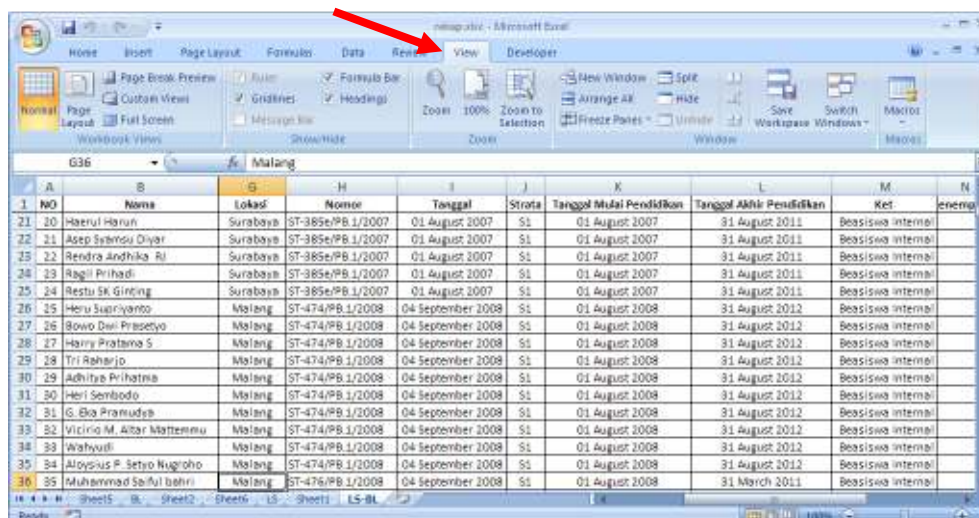 Microsoft Excel
Home Insert Page Layout Formulas Data Review View Developer
Normal Page Layout Page Break Preview Custom Views Full Screen
Workbook Views
Ruler Gridlines Message Bar Formula Bar Headings
Show/Hide
Zoom 100% Zoom to Selection
Zoom
New Window Arrange All Freeze Panes Split Hide Unhide Save Workspace Switch Windows
Window
Macros
Macros
G36 fx Malang
A B G H I J K L M N
1 NO Nama Lokasi Nomor Tanggal Strata Tanggal Mulai Pendidikan Tanggal Akhir Pendidikan Ket
21 20 Haerul Harun Surabaya ST-385e/PB.1/2007 01 August 2007 S1 01 August 2007 31 August 2011 Beasiswa Internal
22 21 Asep Syamsu Diyar Surabaya ST-385e/PB.1/2007 01 August 2007 S1 01 August 2007 31 August 2011 Beasiswa Internal
23 22 Rendra Andhika RJ Surabaya ST-385e/PB.1/2007 01 August 2007 S1 01 August 2007 31 August 2011 Beasiswa Internal
24 23 Ragil Prihadi Surabaya ST-385e/PB.1/2007 01 August 2007 S1 01 August 2007 31 August 2011 Beasiswa Internal
25 24 Restu SK Ginting Surabaya ST-385e/PB.1/2007 01 August 2007 S1 01 August 2007 31 August 2011 Beasiswa Internal
26 25 Heru Supriyanto Malang ST-474/PB.1/2008 04 September 2008 S1 01 August 2008 31 August 2012 Beasiswa Internal
27 26 Bowo Dwi Prasetyo Malang ST-474/PB.1/2008 04 September 2008 S1 01 August 2008 31 August 2012 Beasiswa Internal
28 27 Harry Pratama S Malang ST-474/PB.1/2008 04 September 2008 S1 01 August 2008 31 August 2012 Beasiswa Internal
29 28 Tri Raharjo Malang ST-474/PB.1/2008 04 September 2008 S1 01 August 2008 31 August 2012 Beasiswa Internal
30 29 Adhitya Prihatma Malang ST-474/PB.1/2008 04 September 2008 S1 01 August 2008 31 August 2012 Beasiswa Internal
31 30 Heri Sembodo Malang ST-474/PB.1/2008 04 September 2008 S1 01 August 2008 31 August 2012 Beasiswa Internal
32 31 G. Eka Pramudya Malang ST-474/PB.1/2008 04 September 2008 S1 01 August 2008 31 August 2012 Beasiswa Internal
33 32 M. Altar Mattemmu Malang ST-474/PB.1/2008 04 September 2008 S1 01 August 2008 31 August 2012 Beasiswa Internal
34 33 Wahyudi Malang ST-474/PB.1/2008 04 September 2008 S1 01 August 2008 31 August 2012 Beasiswa Internal
35 34 Aloysius P. Setyo Nugroho Malang ST-474/PB.1/2008 04 September 2008 S1 01 August 2008 31 August 2012 Beasiswa Internal
36 35 Muhammad Saiful bahri Malang ST-476/PB.1/2008 04 September 2008 S1 01 August 2008 31 March 2011 Beasiswa Internal
Sheet5 BL Sheet2 Sheet6 LS Sheet1 LS-BL
Ready 100%